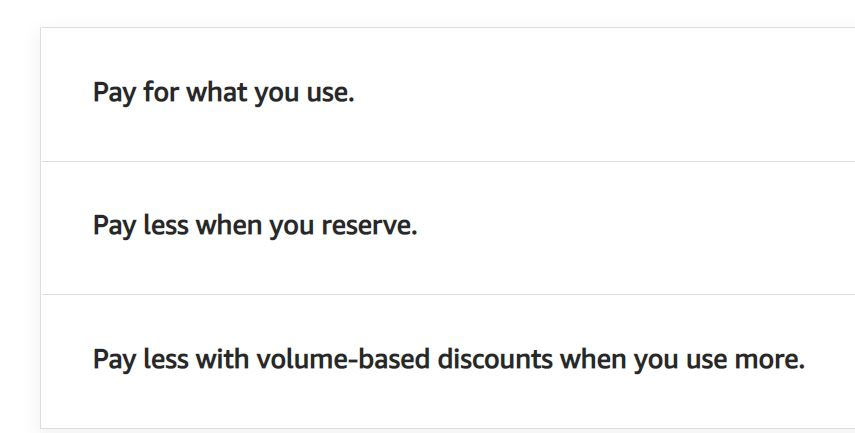 Pay for what you use.
Pay less when you reserve.
Pay less with volume-based discounts when you use more.